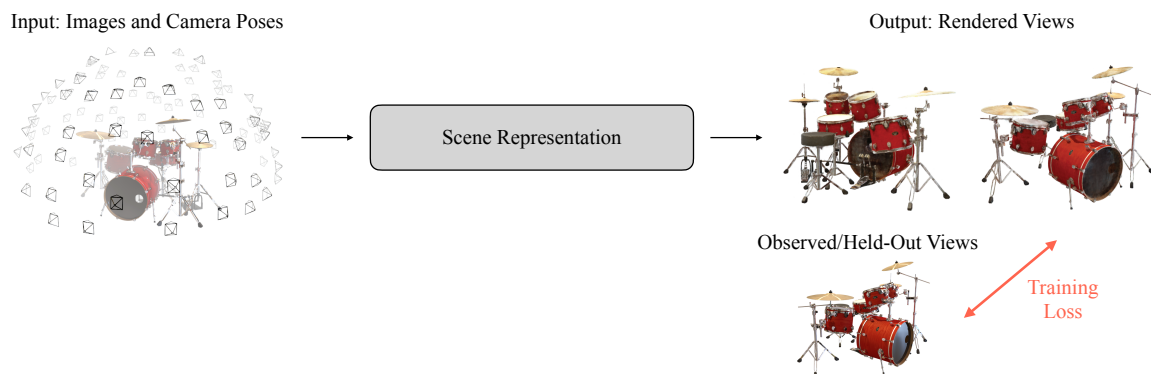 Input: Images and Camera Poses
Output: Rendered Views
Scene Representation
Observed/Held-Out Views
Training
Loss